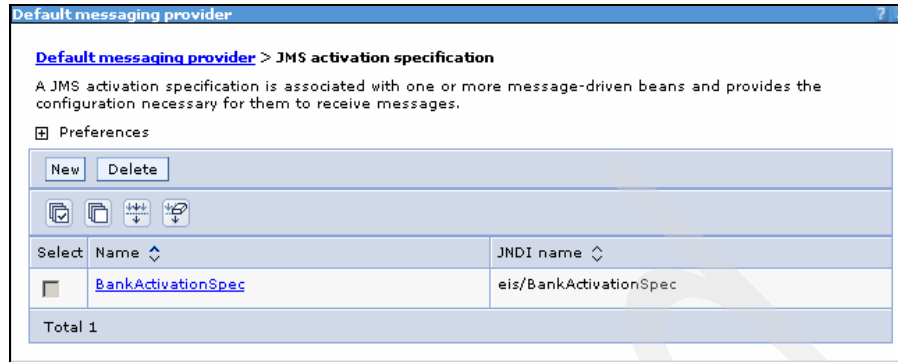 Default messaging provider ?
Default messaging provider > JMS activation specification
A JMS activation specification is associated with one or more message-driven beans and provides the
configuration necessary for them to receive messages.
Preferences
New Delete
Select Name JNDI name
BankActivationSpec eis/BankActivationSpec
Total 1